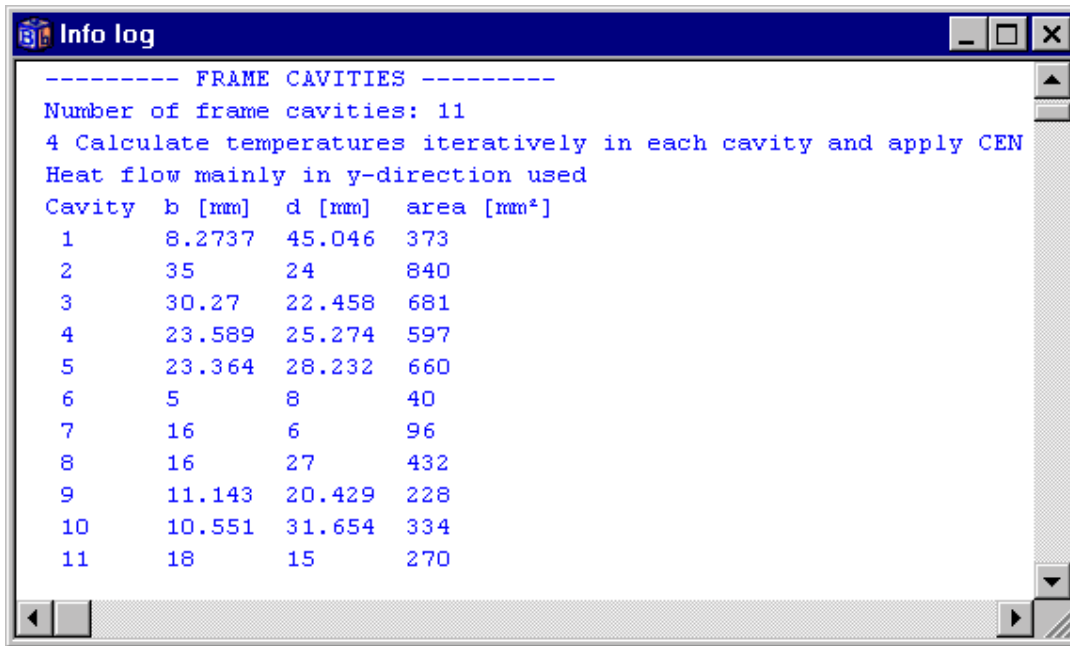 Info log
--------- FRAME CAVITIES ---------
Number of frame cavities: 11
4 Calculate temperatures iteratively in each cavity and apply CEN
Heat flow mainly in y-direction used
Cavity b [mm] d [mm] area [mm²]
1 8.2737 45.046 373
2 35 24 840
3 30.27 22.458 681
4 23.589 25.274 597
5 23.364 28.232 660
6 5 8 40
7 16 6 96
8 16 27 432
9 11.143 20.429 228
10 10.551 31.654 334
11 18 15 270